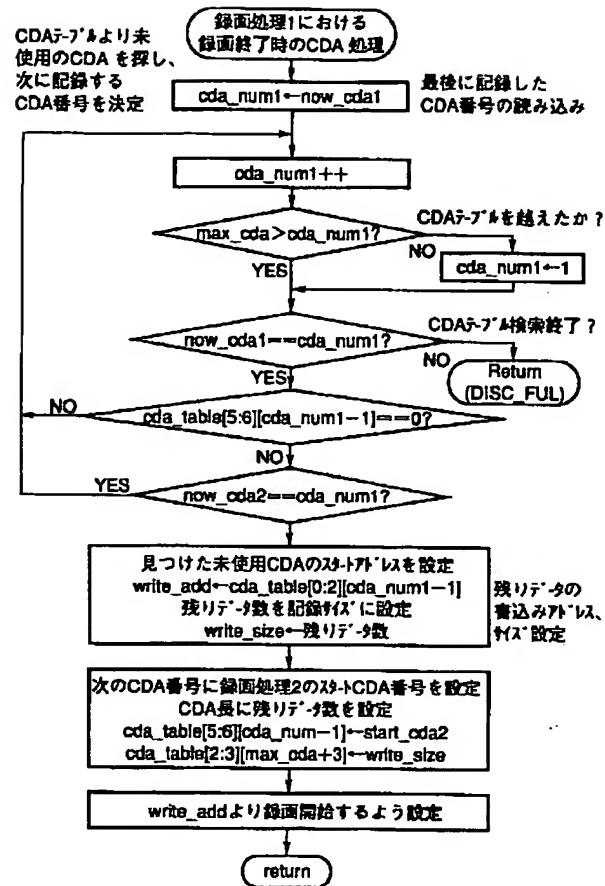 録画処理1における
録画終了時のCDA 処理
CDAﾃｰﾌﾞﾙより未
使用のCDA を探し、
次に記録する
CDA番号を決定
cda_num1←now_cda1
最後に記録した
CDA番号の読み込み
cda_num1++
max_cda>cda_num1?
CDAﾃｰﾌﾞﾙを越えたか？
NO
YES
cda_num1←1
now_cda1==cda_num1?
CDAﾃｰﾌﾞﾙ検索終了？
NO
YES
Return
(DISC_FUL)
NO
cda_table[5:6][cda_num1−1]==0?
NO
YES
now_cda2==cda_num1?
見つけた未使用CDAのｽﾀｰﾄｱﾄﾞﾚｽを設定
write_add←cda_table[0:2][cda_num1−1]
残りﾃﾞｰﾀ数を記録ｻｲｽﾞに設定
write_size←残りﾃﾞｰﾀ数
残りﾃﾞｰﾀの
書込みｱﾄﾞﾚｽ、
ｻｲｽﾞ設定
次のCDA番号に録画処理2のｽﾀｰﾄCDA番号を設定
CDA長に残りﾃﾞｰﾀ数を設定
cda_table[5:6][cda_num−1]←start_cda2
cda_table[2:3][max_cda+3]←write_size
write_addより録画開始するよう設定
return